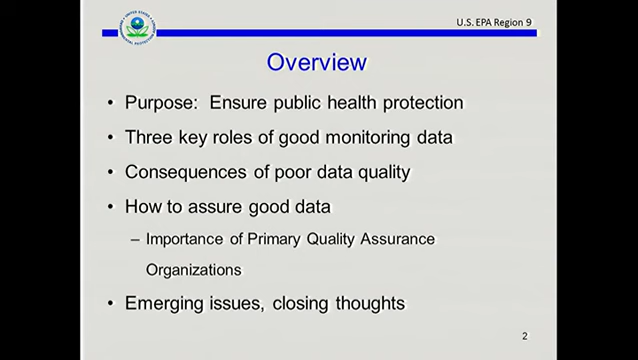 U.S. EPA Region 9
Overview
• Purpose: Ensure public health protection
• Three key roles of good monitoring data
• Consequences of poor data quality
• How to assure good data
– Importance of Primary Quality Assurance
Organizations
• Emerging issues, closing thoughts
2